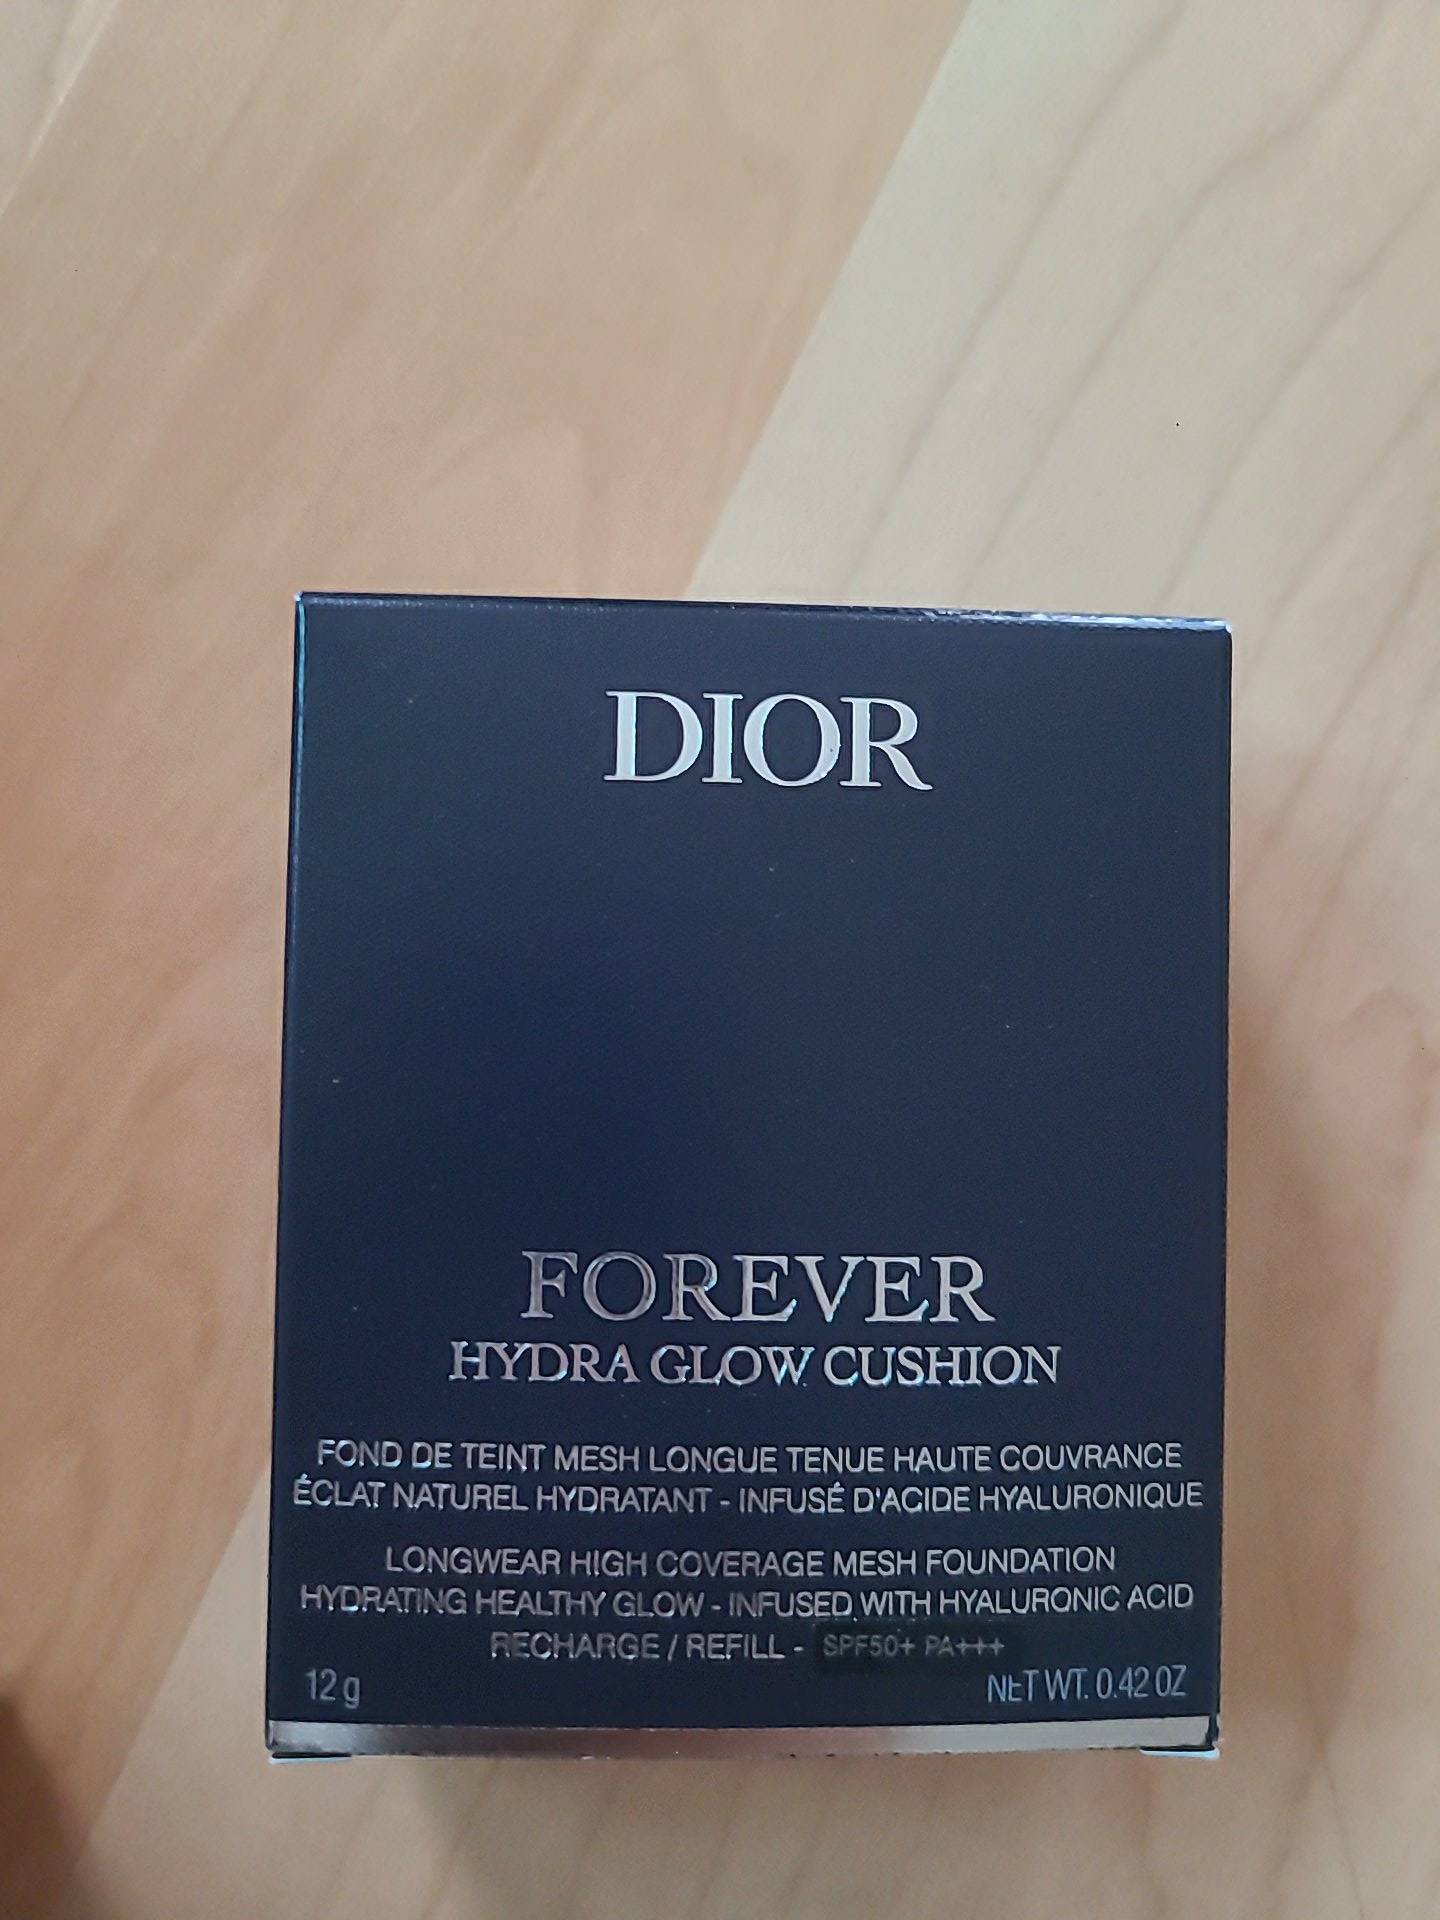 DIOR
FOREVER
HYDRA GLOW CUSHION
FOND DE TEINT MESH LONGUE TENUE HAUTE COUVRANCE
ÉCLAT NATUREL HYDRATANT - INFUSÉ D'ACIDE HYALURONIQUE
LONGWEAR HIGH COVERAGE MESH FOUNDATION
HYDRATING HEALTHY GLOW - INFUSED WITH HYALURONIC ACID
RECHARGE / REFILL - SPF50+ PA+++
12 g NET WT. 0.42 OZ